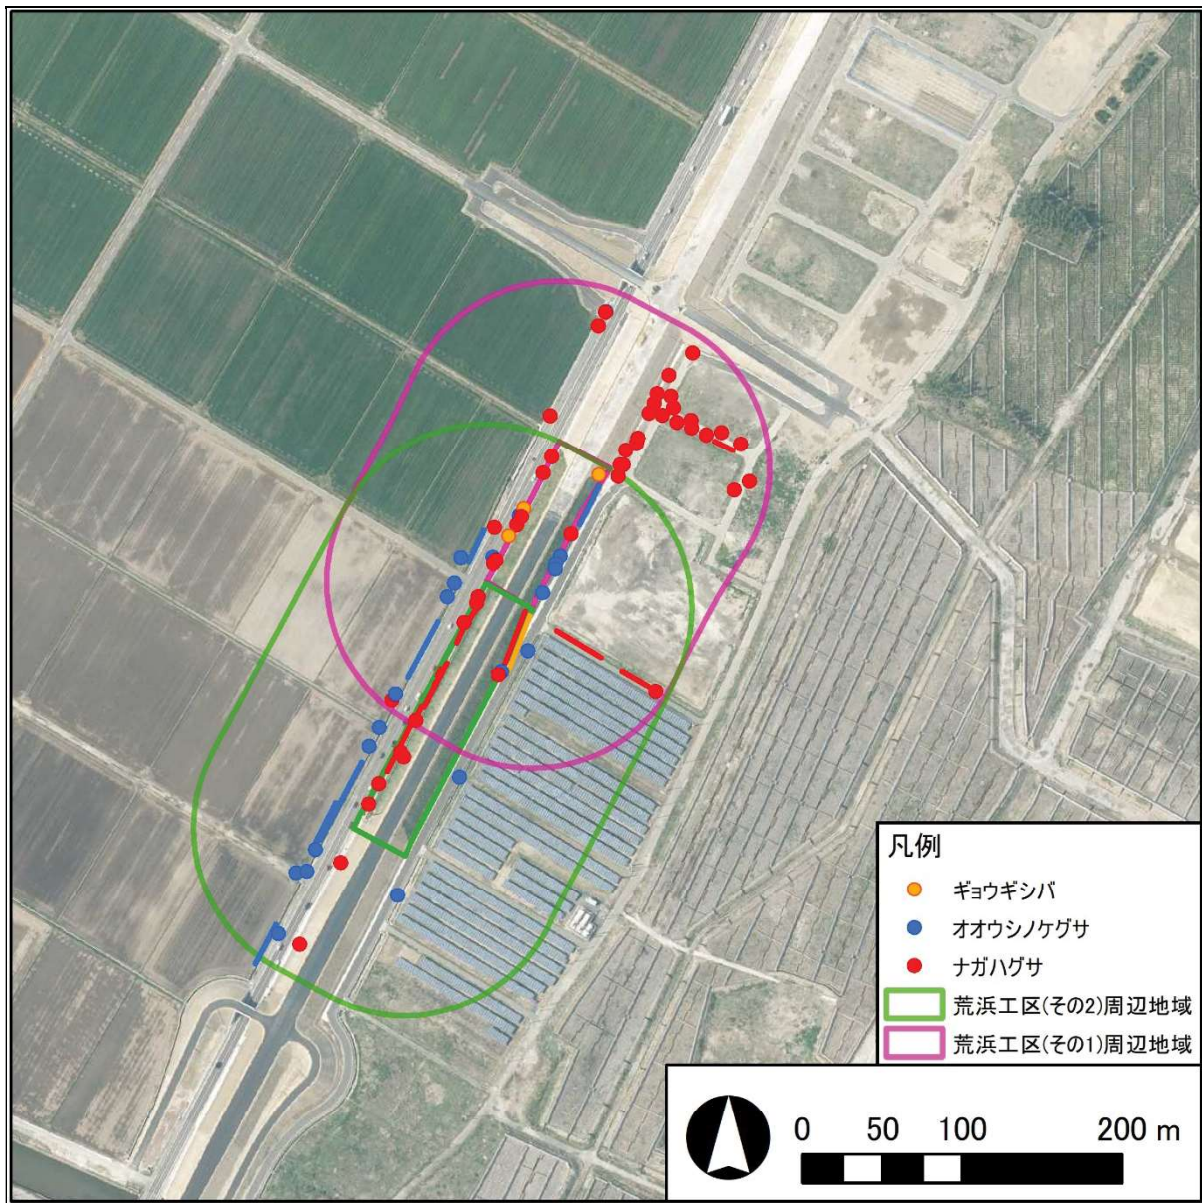 凡例
ギョウギシバ
オオウシノケグサ
ナガハグサ
荒浜工区(その2)周辺地域
荒浜工区(その1)周辺地域
0 50 100 200 m